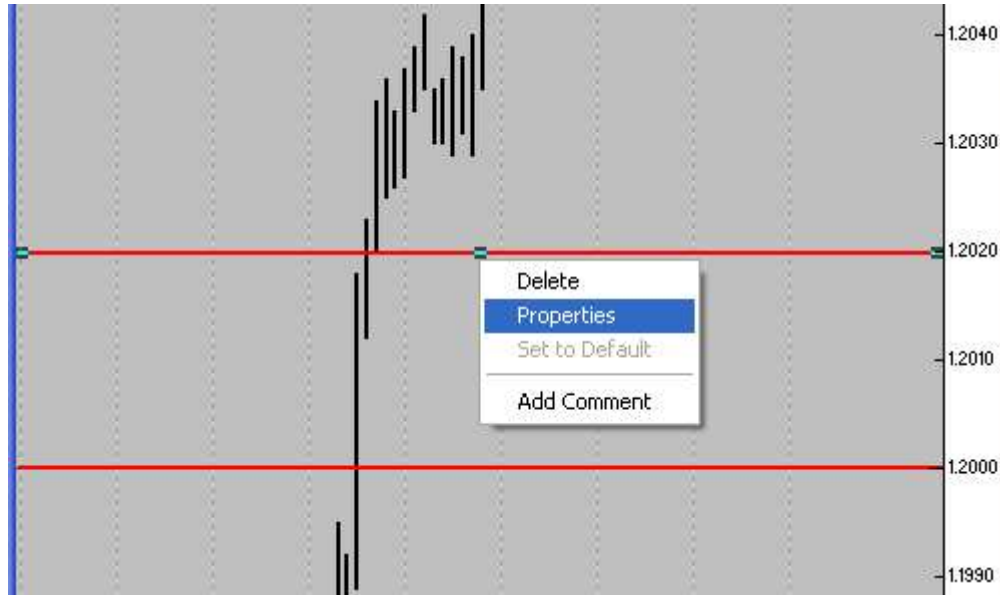 1.2040
1.2030
1.2020
Delete
Properties
Set to Default
1.2010
Add Comment
1.2000
1.1990